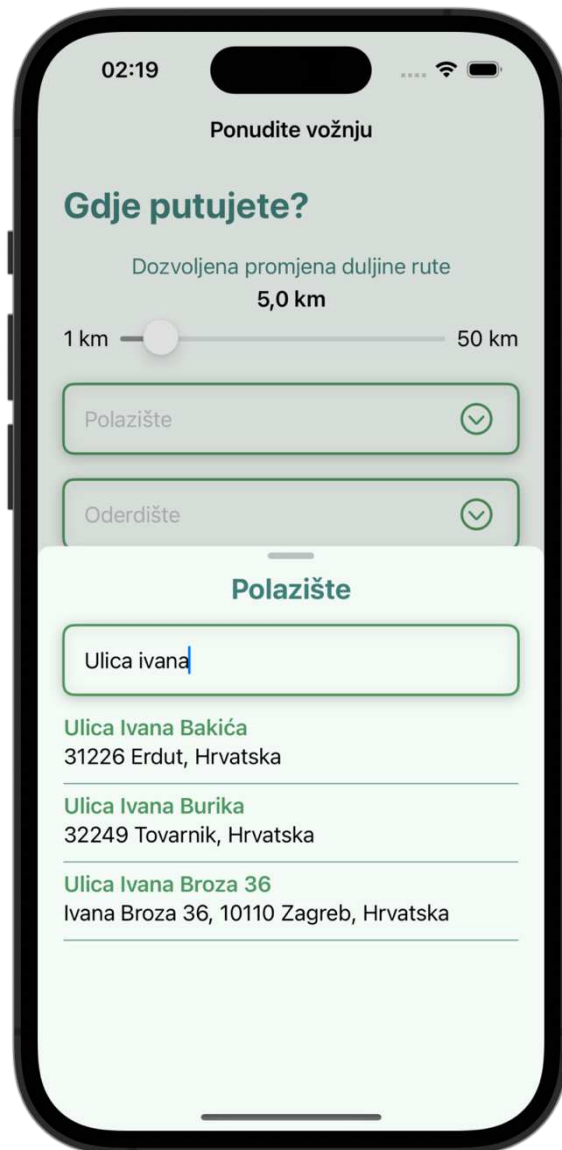 02:19
Ponudite vožnju
Gdje putujete?
Dozvoljena promjena duljine rute
5,0 km
1 km
50 km
Polazište
Oderdište
Polazište
Ulica ivana
Ulica Ivana Bakića
31226 Erdut, Hrvatska
Ulica Ivana Burika
32249 Tovarnik, Hrvatska
Ulica Ivana Broza 36
Ivana Broza 36, 10110 Zagreb, Hrvatska